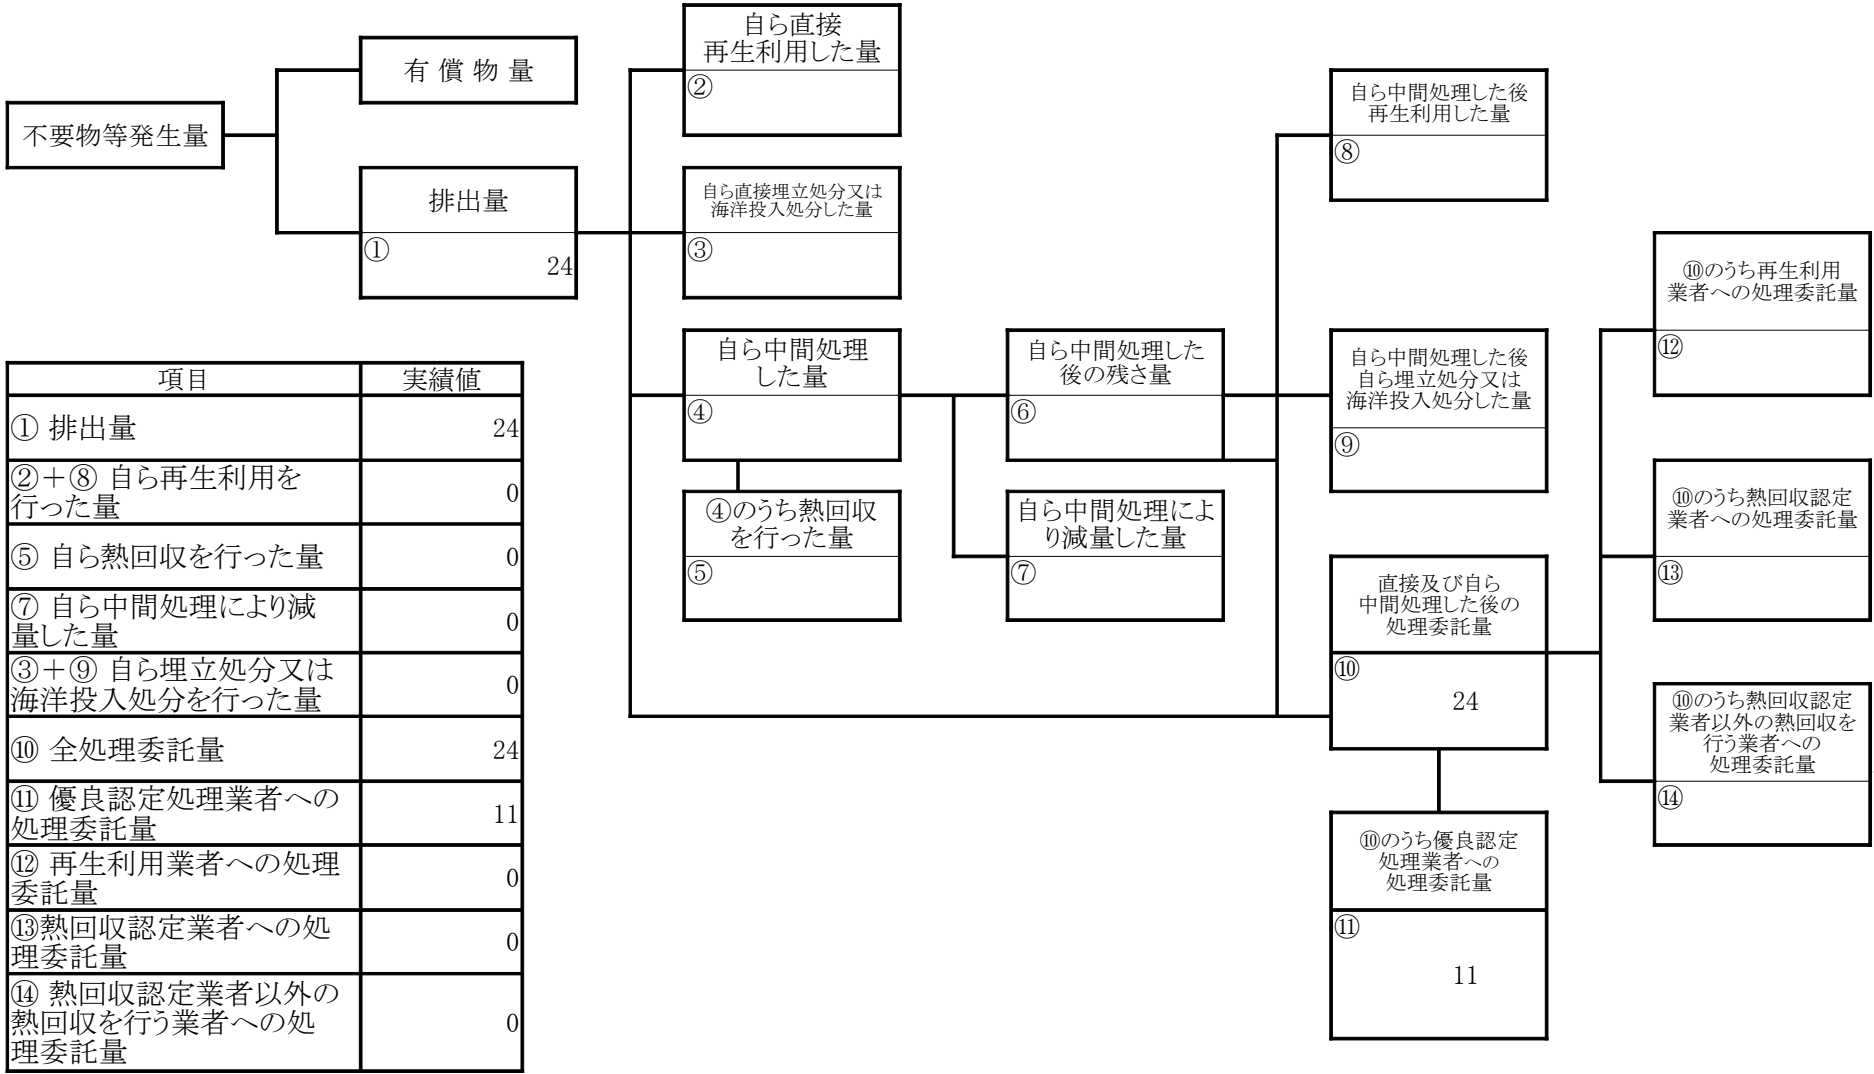 自ら直接
再生利用した量
②
有 償 物 量
不要物等発生量
排出量
①
24
自ら直接埋立処分又は
海洋投入処分した量
③
自ら中間処理した後
再生利用した量
⑧
自ら中間処理
した量
④
自ら中間処理した
後の残さ量
⑥
自ら中間処理した後
自ら埋立処分又は
海洋投入処分した量
⑨
⑩のうち再生利用
業者への処理委託量
⑫
④のうち熱回収
を行った量
⑤
自ら中間処理によ
り減量した量
⑦
直接及び自ら
中間処理した後の
処理委託量
⑩
24
⑩のうち熱回収認定
業者への処理委託量
⑬
⑩のうち熱回収認定
業者以外の熱回収を
行う業者への
処理委託量
⑭
⑩のうち優良認定
処理業者への
処理委託量
⑪
11
項目 実績値
① 排出量 24
②＋⑧ 自ら再生利用を
行った量 0
⑤ 自ら熱回収を行った量 0
⑦ 自ら中間処理により減
量した量 0
③＋⑨ 自ら埋立処分又は
海洋投入処分を行った量 0
⑩ 全処理委託量 24
⑪ 優良認定処理業者への
処理委託量 11
⑫ 再生利用業者への処理
委託量 0
⑬熱回収認定業者への処
理委託量 0
⑭ 熱回収認定業者以外の
熱回収を行う業者への処
理委託量 0